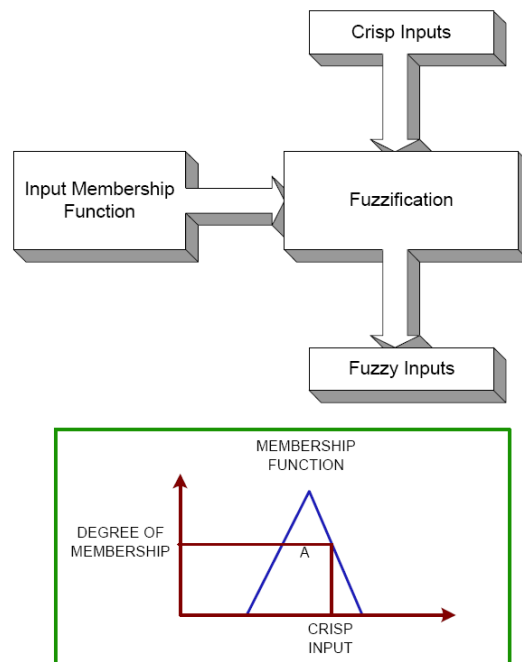 Crisp Inputs
Input Membership
Function
Fuzzification
Fuzzy Inputs
MEMBERSHIP
FUNCTION
DEGREE OF
MEMBERSHIP
A
CRISP
INPUT